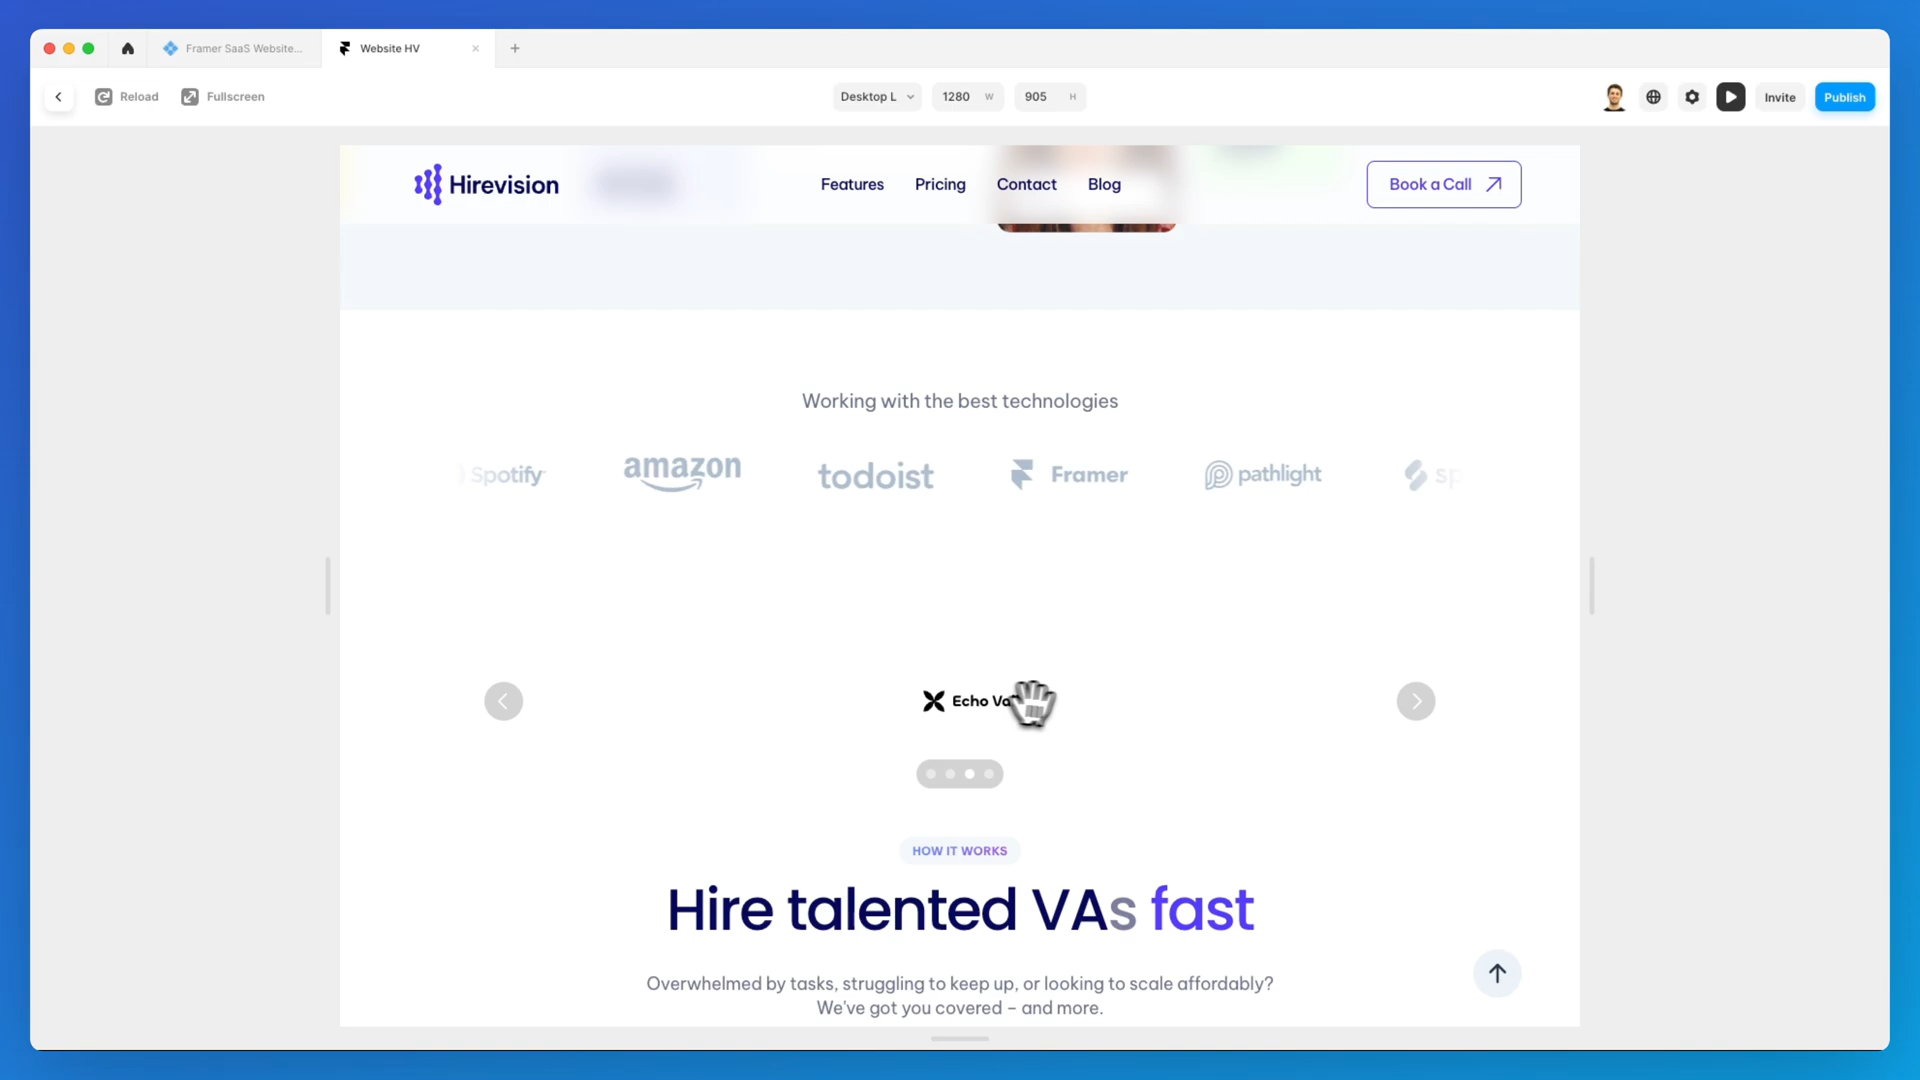 Framer SaaS Website...
Website HV
Reload
Fullscreen
Desktop L
1280 W
905 H
Invite
Publish
Hirevision
Features
Pricing
Contact
Blog
Book a Call
Working with the best technologies
Spotify
amazon
todoist
Framer
pathlight
Echo
HOW IT WORKS
Hire talented VAs fast
Overwhelmed by tasks, struggling to keep up, or looking to scale affordably?
We've got you covered – and more.